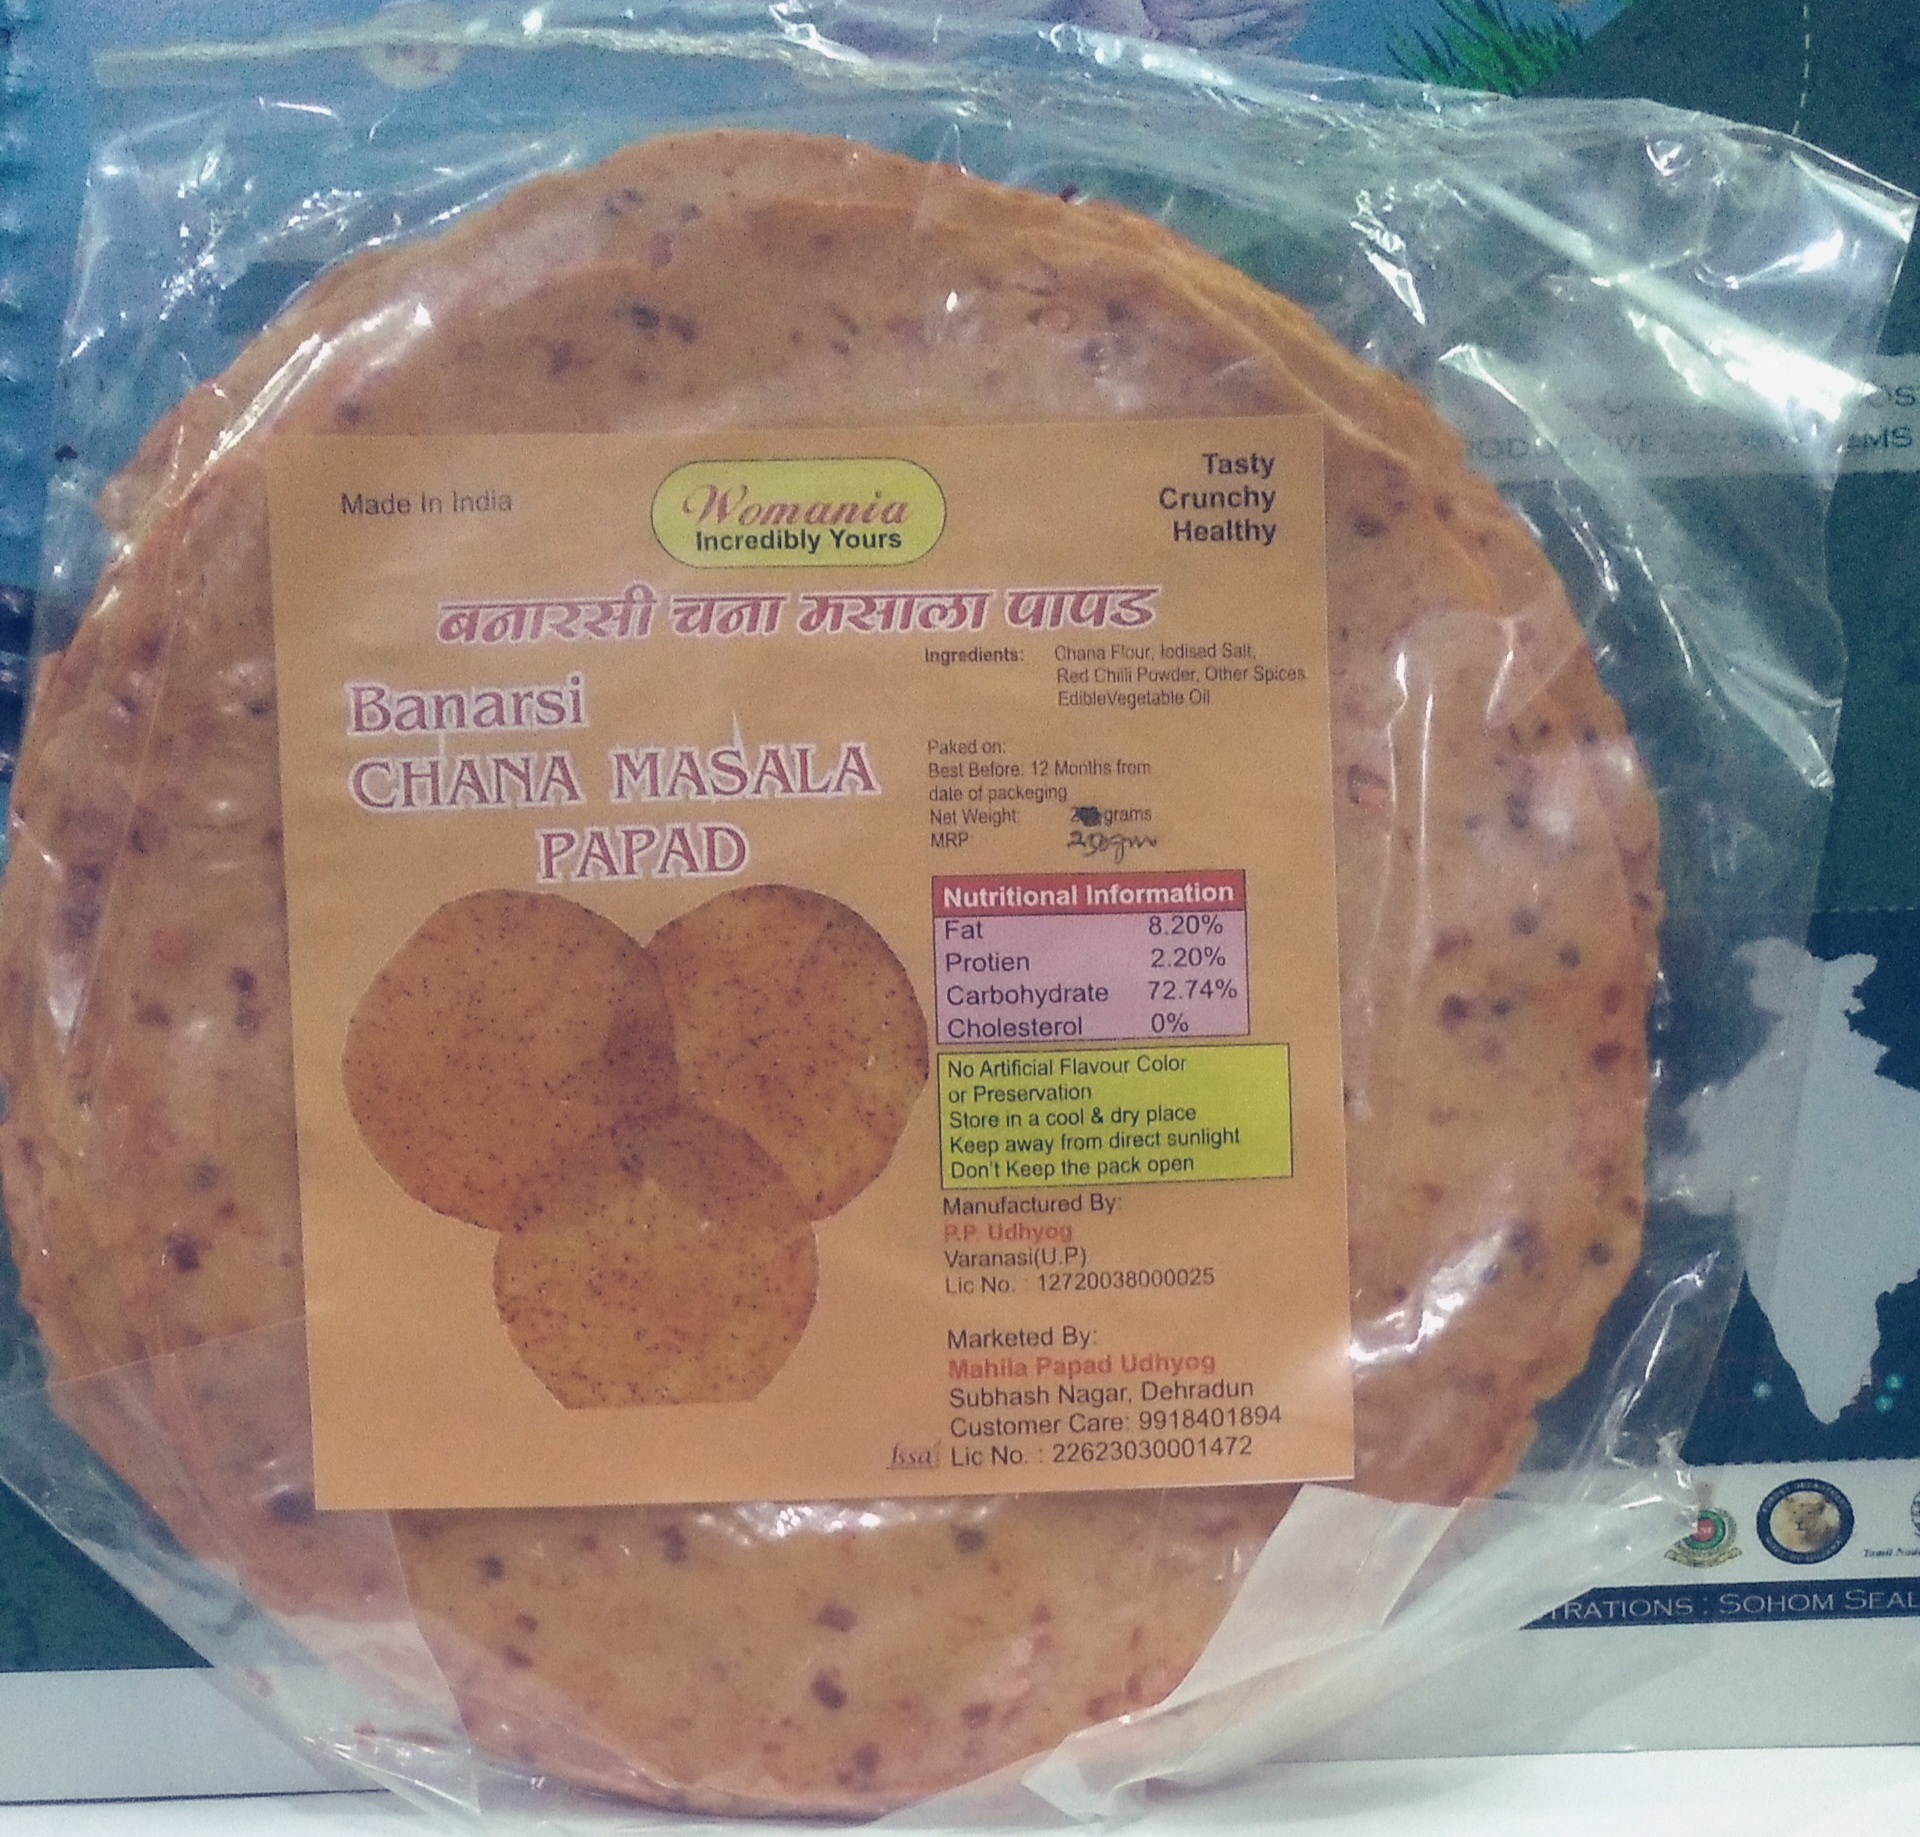 Made In India
Womania
Incredibly Yours
Tasty
Crunchy
Healthy
बनारसी चना मसाला पापड
Banarsi
CHANA MASALA
PAPAD
Ingredients: Chana Flour, Iodised Salt,
Red Chilli Powder, Other Spices
EdibleVegetable Oil
Paked on:
Best Before: 12 Months from
date of packeging
Net Weight: grams
MRP 250gm
Nutritional Information
Fat 8.20%
Protien 2.20%
Carbohydrate 72.74%
Cholesterol 0%
No Artificial Flavour Color
or Preservation
Store in a cool & dry place
Keep away from direct sunlight
Don't Keep the pack open
Manufactured By:
P.P. Udhyog
Varanasi(U.P)
Lic No. : 12720038000025
Marketed By:
Mahila Papad Udhyog
Subhash Nagar, Dehradun
Customer Care: 9918401894
fssai Lic No. : 22623030001472
TRATIONS : SOHOM SEAL